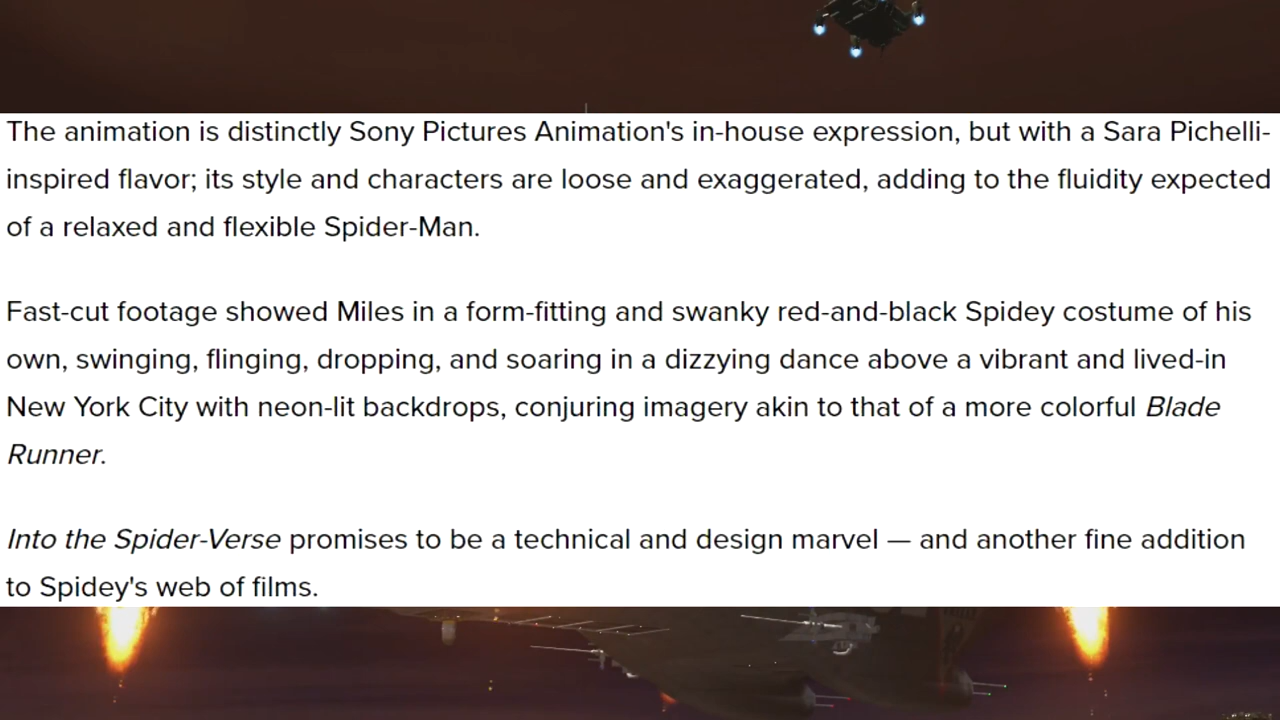 The animation is distinctly Sony Pictures Animation's in-house expression, but with a Sara Pichelli-
inspired flavor; its style and characters are loose and exaggerated, adding to the fluidity expected
of a relaxed and flexible Spider-Man.
Fast-cut footage showed Miles in a form-fitting and swanky red-and-black Spidey costume of his
own, swinging, flinging, dropping, and soaring in a dizzying dance above a vibrant and lived-in
New York City with neon-lit backdrops, conjuring imagery akin to that of a more colorful Blade
Runner.
Into the Spider-Verse promises to be a technical and design marvel — and another fine addition
to Spidey's web of films.